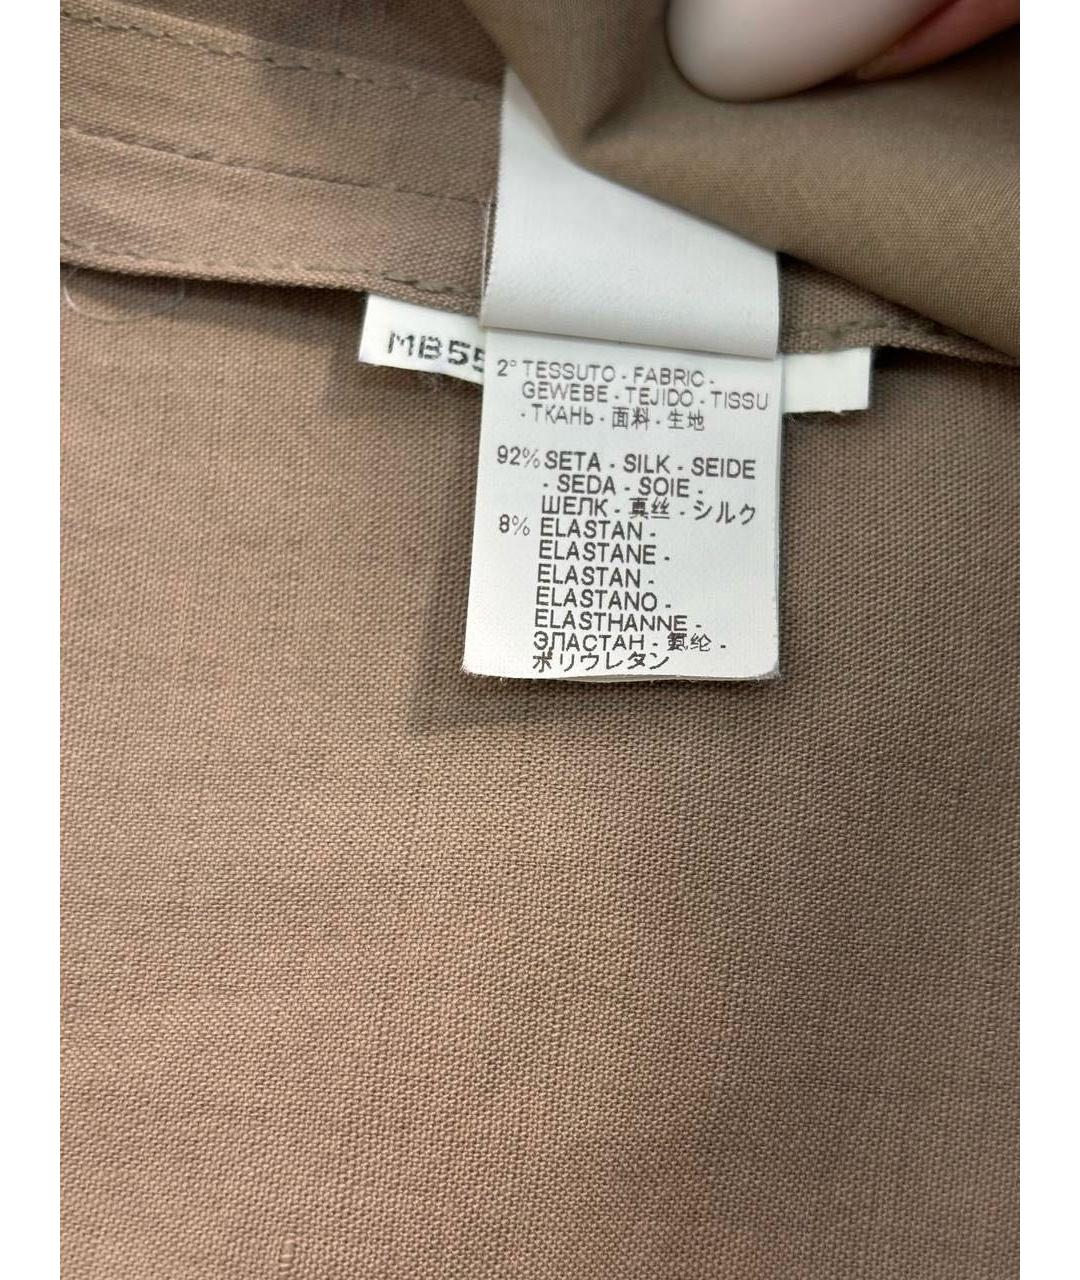 MB55
2° TESSUTO - FABRIC -
GEWEBE - TEJIDO - TISSU
- ТКАНЬ - 面料 - 生地
92% SETA - SILK - SEIDE
- SEDA - SOIE -
ШЕЛК - 真丝 - シルク
8% ELASTAN -
ELASTANE -
ELASTAN -
ELASTANO -
ELASTHANNE -
ЭЛАСТАН - 氨纶 -
ポリウレタン